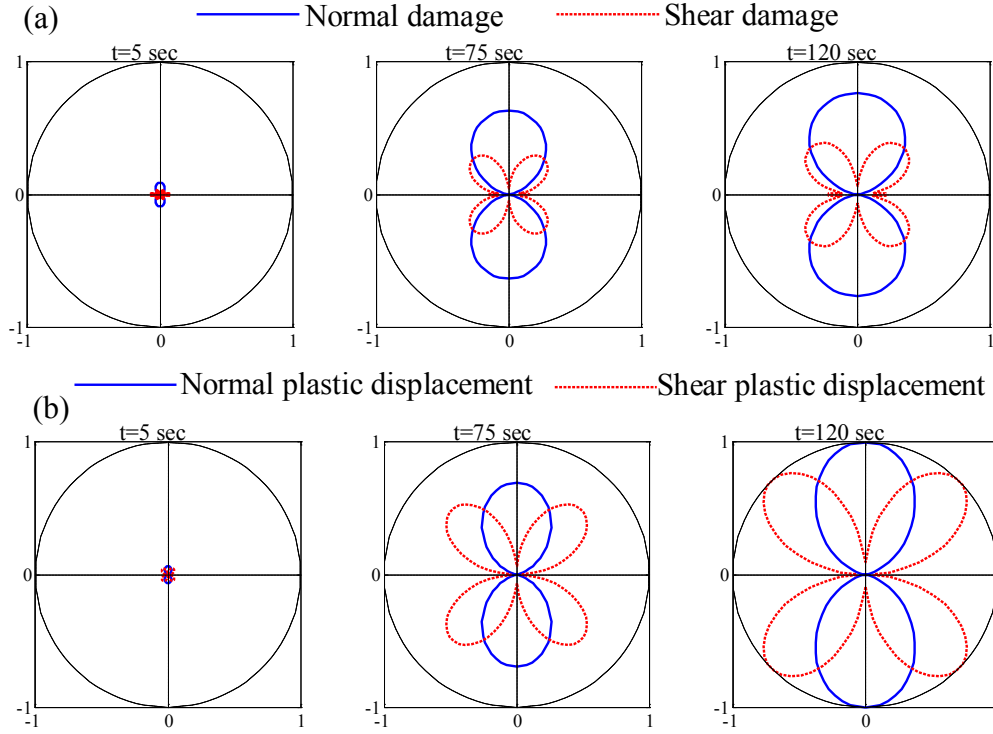 (a) Normal damage Shear damage
t=5 sec t=75 sec t=120 sec
1 1 1
0 0 0
-1 -1 -1
-1 0 1 -1 0 1 -1 0 1
Normal plastic displacement Shear plastic displacement
(b)
t=5 sec t=75 sec t=120 sec
1 1 1
0 0 0
-1 -1 -1
-1 0 1 -1 0 1 -1 0